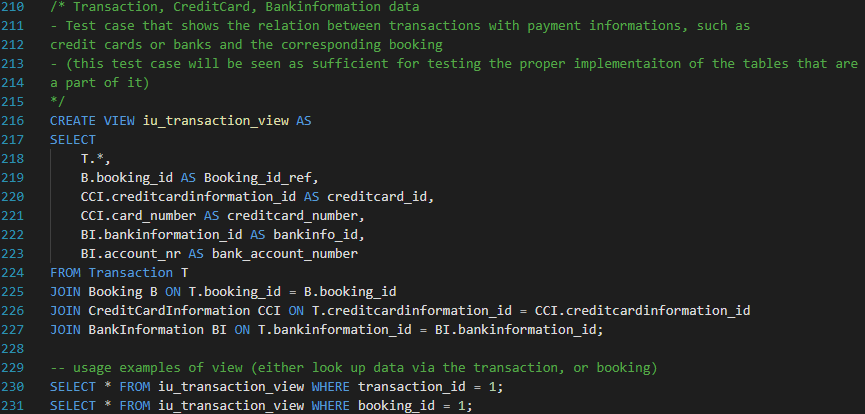 210 /* Transaction, CreditCard, Bankinformation data
211 - Test case that shows the relation between transactions with payment informations, such as
212 credit cards or banks and the corresponding booking
213 - (this test case will be seen as sufficient for testing the proper implementaiton of the tables that are
214 a part of it)
215 */
216 CREATE VIEW iu_transaction_view AS
217 SELECT
218     T.*,
219     B.booking_id AS Booking_id_ref,
220     CCI.creditcardinformation_id AS creditcard_id,
221     CCI.card_number AS creditcard_number,
222     BI.bankinformation_id AS bankinfo_id,
223     BI.account_nr AS bank_account_number
224 FROM Transaction T
225 JOIN Booking B ON T.booking_id = B.booking_id
226 JOIN CreditCardInformation CCI ON T.creditcardinformation_id = CCI.creditcardinformation_id
227 JOIN BankInformation BI ON T.bankinformation_id = BI.bankinformation_id;
228
229 -- usage examples of view (either look up data via the transaction, or booking)
230 SELECT * FROM iu_transaction_view WHERE transaction_id = 1;
231 SELECT * FROM iu_transaction_view WHERE booking_id = 1;